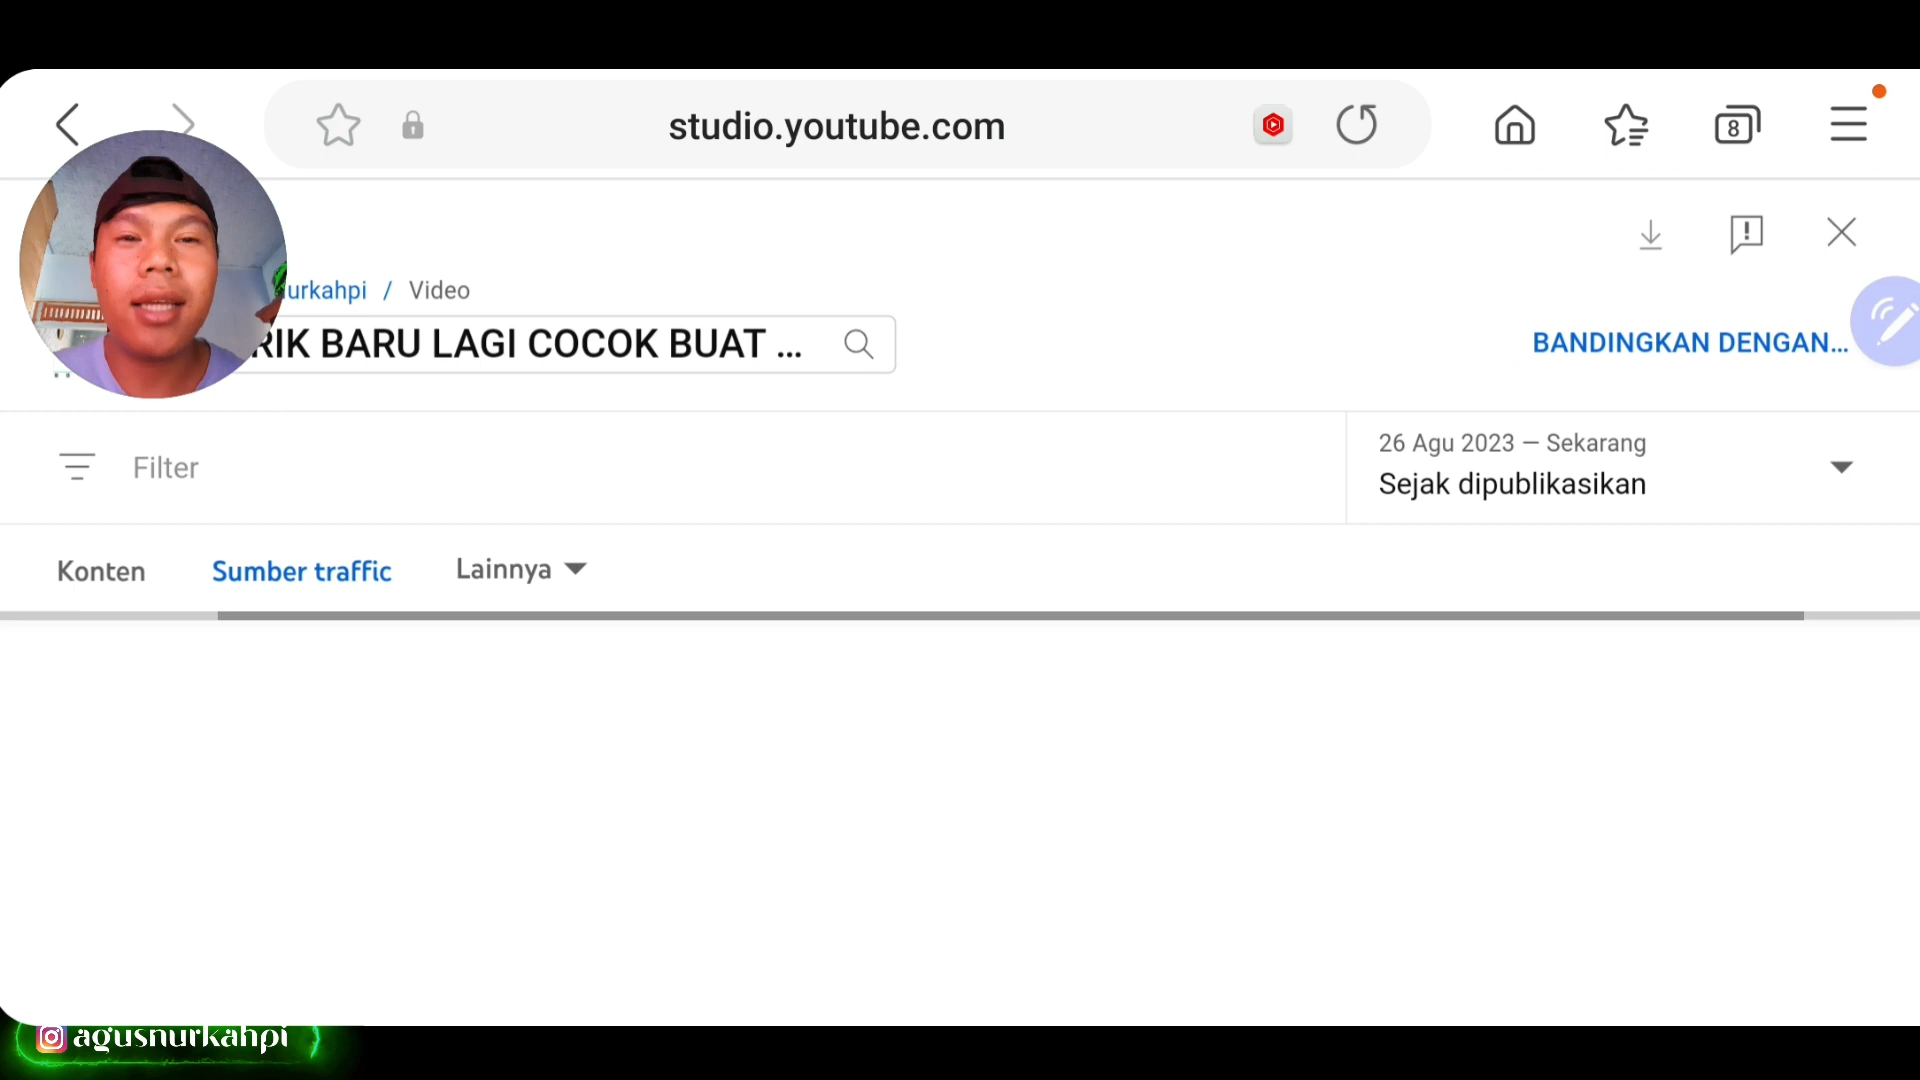 studio.youtube.com
8
urkahpi / Video
RIK BARU LAGI COCOK BUAT ...
BANDINGKAN DENGAN...
Filter
26 Agu 2023 – Sekarang
Sejak dipublikasikan
Konten
Sumber traffic
Lainnya
agusnurkahpi